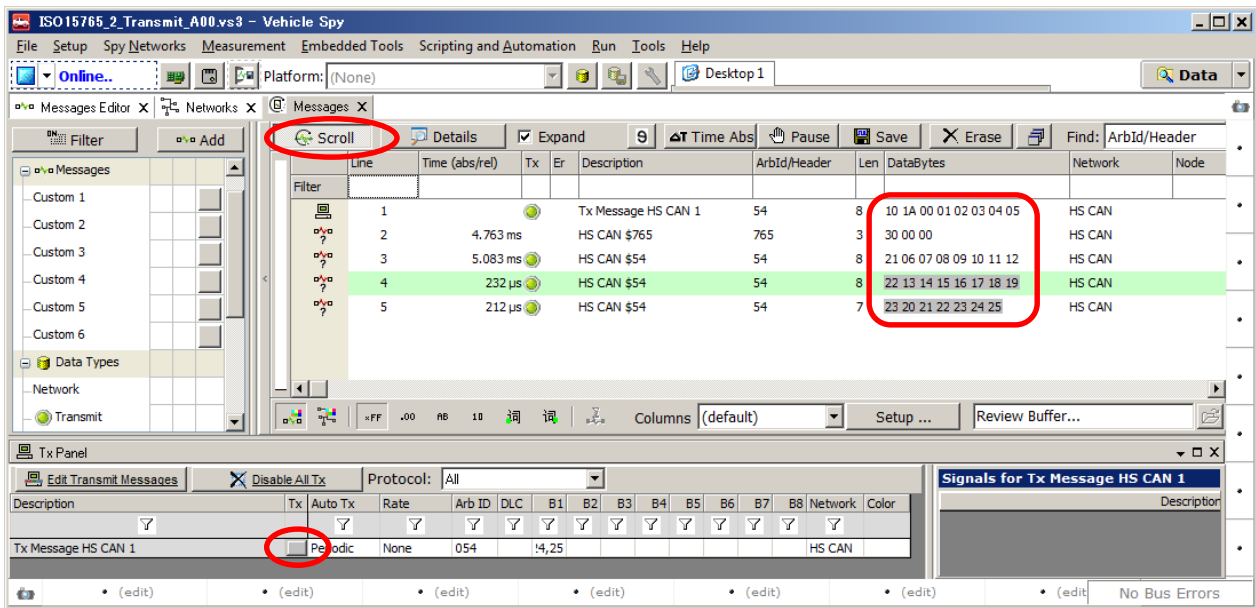 ISO15765_2_Transmit_A00.vs3 - Vehicle Spy
File Setup Spy Networks Measurement Embedded Tools Scripting and Automation Run Tools Help
Online.. Platform: (None) Desktop 1 Data
Messages Editor X Networks X Messages X
Filter Add Scroll Details Expand 9 ΔT Time Abs Pause Save Erase Find: ArbId/Header
Line Time (abs/rel) Tx Er Description ArbId/Header Len DataBytes Network Node
Filter
Messages
Custom 1
Custom 2
Custom 3
Custom 4
Custom 5
Custom 6
Data Types
Network
Transmit
1 Tx Message HS CAN 1 54 8 10 1A 00 01 02 03 04 05 HS CAN
2 4.763 ms HS CAN $765 765 3 30 00 00 HS CAN
3 5.083 ms HS CAN $54 54 8 21 06 07 08 09 10 11 12 HS CAN
4 232 µs HS CAN $54 54 8 22 13 14 15 16 17 18 19 HS CAN
5 212 µs HS CAN $54 54 7 23 20 21 22 23 24 25 HS CAN
×FF .00 AB 10 词 词 Columns (default) Setup ... Review Buffer...
Tx Panel
Edit Transmit Messages Disable All Tx Protocol: All
Description Tx Auto Tx Rate Arb ID DLC B1 B2 B3 B4 B5 B6 B7 B8 Network Color
Tx Message HS CAN 1 Periodic None 054 !4,25 HS CAN
Signals for Tx Message HS CAN 1
Description
(edit) (edit) (edit) (edit) (edit) (edit) (edit No Bus Errors